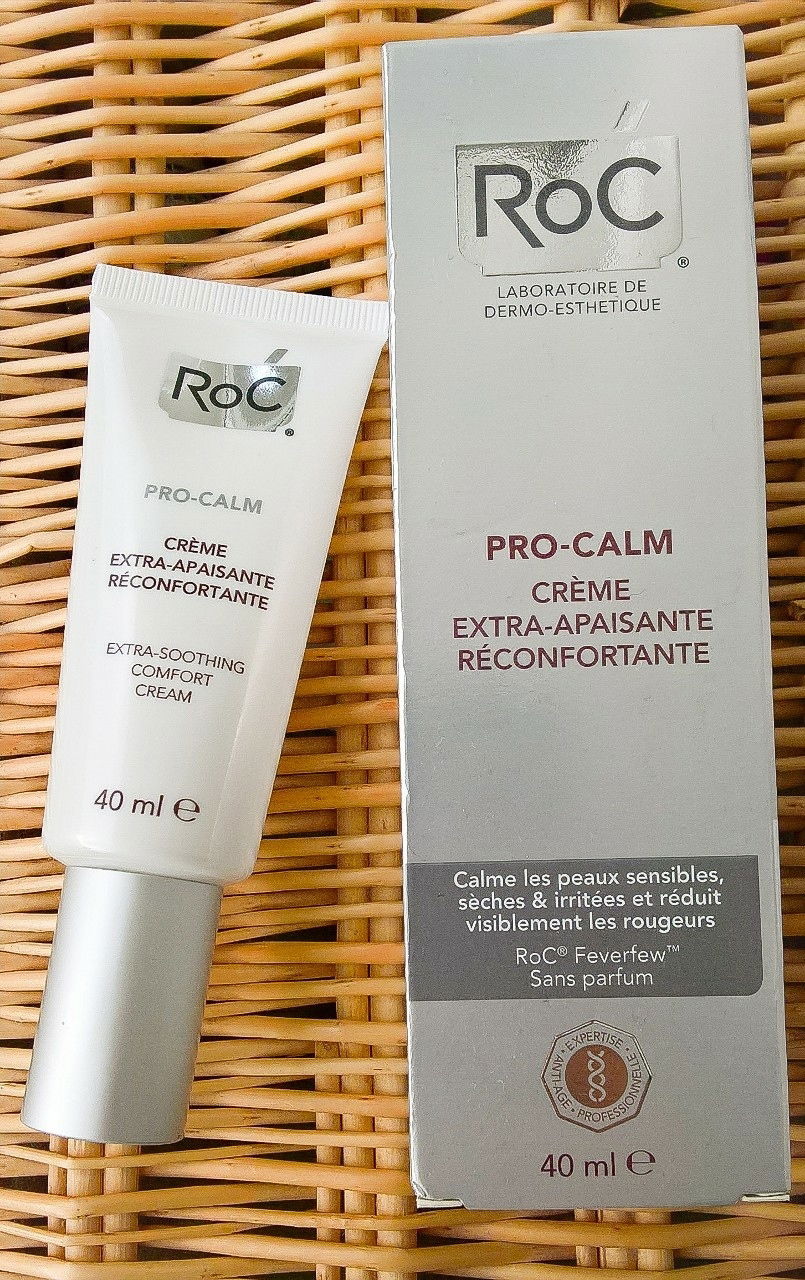 RoC
®
PRO-CALM
CRÈME
EXTRA-APAISANTE
RÉCONFORTANTE
EXTRA-SOOTHING
COMFORT
CREAM
40 ml ℮
RoC
®
LABORATOIRE DE
DERMO-ESTHETIQUE
PRO-CALM
CRÈME
EXTRA-APAISANTE
RÉCONFORTANTE
Calme les peaux sensibles,
sèches & irritées et réduit
visiblement les rougeurs
RoC® Feverfew™
Sans parfum
• EXPERTISE • ANTI-AGE • PROFESSIONNELLE
40 ml ℮